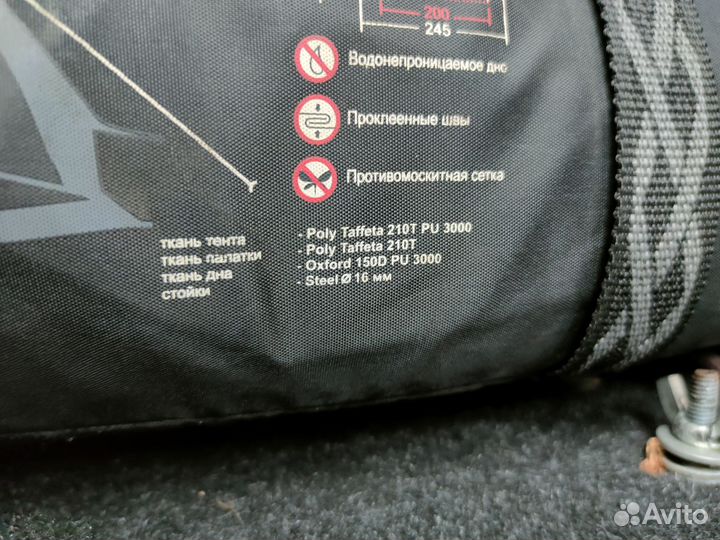 200
245
Водонепроницаемое дно
Проклеенные швы
Противомоскитная сетка
ткань тента - Poly Taffeta 210T PU 3000
ткань палатки - Poly Taffeta 210T
ткань дна - Oxford 150D PU 3000
стойки - Steel Ø 16 мм
Avito